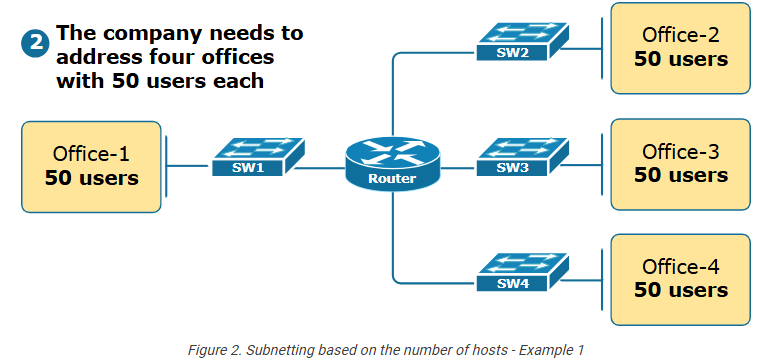 2
The company needs to
address four offices
with 50 users each
Office-1
50 users
SW1
Router
SW2
Office-2
50 users
SW3
Office-3
50 users
SW4
Office-4
50 users
Figure 2. Subnetting based on the number of hosts - Example 1